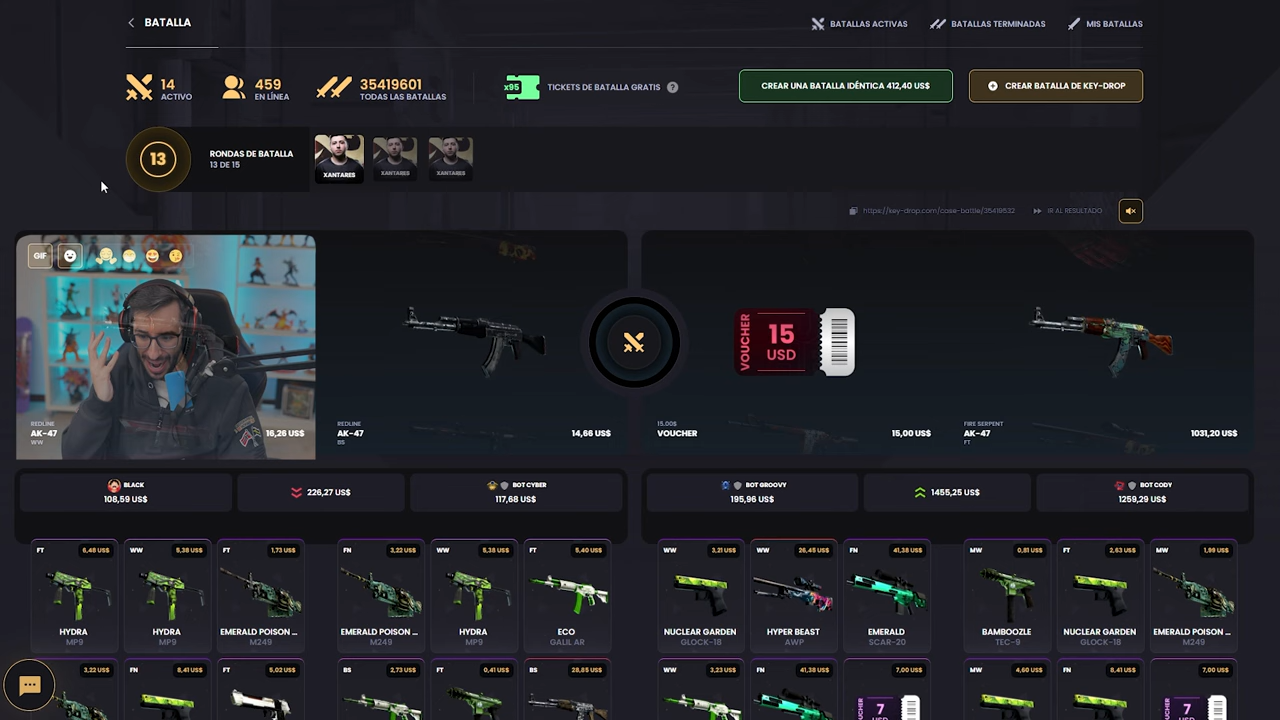 BATALLA
BATALLAS ACTIVAS
BATALLAS TERMINADAS
MIS BATALLAS
14
ACTIVO
459
EN LÍNEA
35419601
TODAS LAS BATALLAS
x95
TICKETS DE BATALLA GRATIS
?
CREAR UNA BATALLA IDÉNTICA 412,40 US$
CREAR BATALLA DE KEY-DROP
13
RONDAS DE BATALLA
13 DE 15
XANTARES
XANTARES
XANTARES
https://key-drop.com/case-battle/35419532
IR AL RESULTADO
GIF
REDLINE
AK-47
WW
16,26 US$
REDLINE
AK-47
BS
14,66 US$
VOUCHER
15
USD
15.00$
VOUCHER
15,00 US$
FIRE SERPENT
AK-47
FT
1031,20 US$
BLACK
108,59 US$
226,27 US$
BOT CYBER
117,68 US$
BOT GROOVY
195,96 US$
1455,25 US$
BOT CODY
1259,29 US$
FT
6,48 US$
HYDRA
MP9
WW
5,38 US$
HYDRA
MP9
FT
1,73 US$
EMERALD POISON ...
M249
FN
3,22 US$
EMERALD POISON ...
M249
WW
5,38 US$
HYDRA
MP9
FT
5,40 US$
ECO
GALIL AR
WW
3,21 US$
NUCLEAR GARDEN
GLOCK-18
WW
26,45 US$
HYPER BEAST
AWP
FN
41,38 US$
EMERALD
SCAR-20
MW
0,81 US$
BAMBOOZLE
TEC-9
FT
2,63 US$
NUCLEAR GARDEN
GLOCK-18
MW
1,99 US$
EMERALD POISON ...
M249
3,22 US$
FN
8,41 US$
FT
5,02 US$
BS
2,73 US$
FT
0,41 US$
BS
28,85 US$
WW
3,23 US$
FN
41,38 US$
7,00 US$
7
USD
MW
4,60 US$
FN
8,41 US$
7,00 US$
7
USD